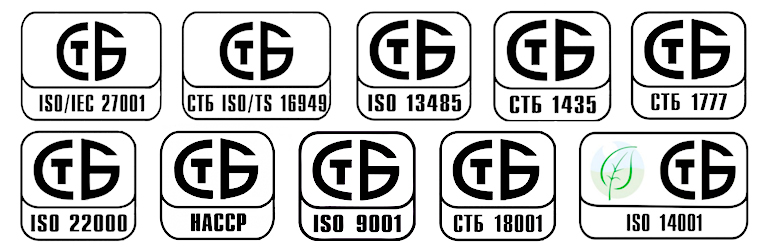 СТБ
ISO/IEC 27001
СТБ
СТБ ISO/TS 16949
СТБ
ISO 13485
СТБ
СТБ 1435
СТБ
СТБ 1777
СТБ
ISO 22000
СТБ
НАССР
СТБ
ISO 9001
СТБ
СТБ 18001
СТБ
ISO 14001